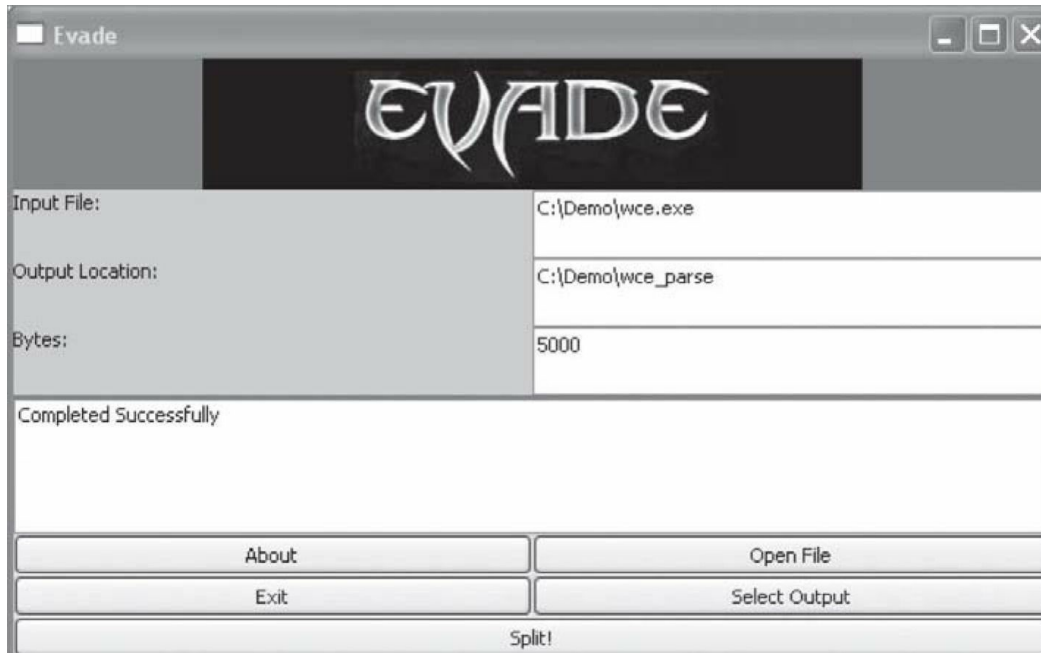 Evade
EVADE
Input File:
C:\Demo\wce.exe
Output Location:
C:\Demo\wce_parse
Bytes:
5000
Completed Successfully
About
Open File
Exit
Select Output
Split!